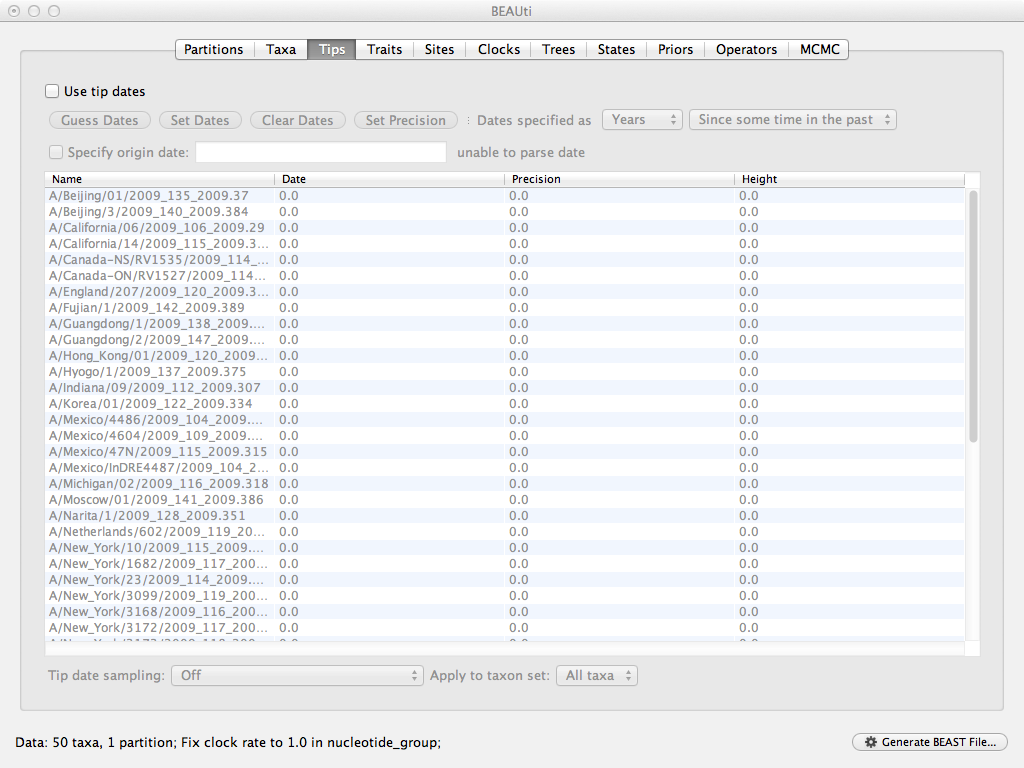 BEAUti
Partitions Taxa Tips Traits Sites Clocks Trees States Priors Operators MCMC
Use tip dates
Guess Dates Set Dates Clear Dates Set Precision Dates specified as Years Since some time in the past
Specify origin date: unable to parse date
Name Date Precision Height
A/Beijing/01/2009_135_2009.37 0.0 0.0 0.0
A/Beijing/3/2009_140_2009.384 0.0 0.0 0.0
A/California/06/2009_106_2009.29 0.0 0.0 0.0
A/California/14/2009_115_2009.3... 0.0 0.0 0.0
A/Canada-NS/RV1535/2009_114_... 0.0 0.0 0.0
A/Canada-ON/RV1527/2009_114... 0.0 0.0 0.0
A/England/207/2009_120_2009.3... 0.0 0.0 0.0
A/Fujian/1/2009_142_2009.389 0.0 0.0 0.0
A/Guangdong/1/2009_138_2009.... 0.0 0.0 0.0
A/Guangdong/2/2009_147_2009.... 0.0 0.0 0.0
A/Hong_Kong/01/2009_120_2009... 0.0 0.0 0.0
A/Hyogo/1/2009_137_2009.375 0.0 0.0 0.0
A/Indiana/09/2009_112_2009.307 0.0 0.0 0.0
A/Korea/01/2009_122_2009.334 0.0 0.0 0.0
A/Mexico/4486/2009_104_2009.... 0.0 0.0 0.0
A/Mexico/4604/2009_109_2009.... 0.0 0.0 0.0
A/Mexico/47N/2009_115_2009.315 0.0 0.0 0.0
A/Mexico/InDRE4487/2009_104_2... 0.0 0.0 0.0
A/Michigan/02/2009_116_2009.318 0.0 0.0 0.0
A/Moscow/01/2009_141_2009.386 0.0 0.0 0.0
A/Narita/1/2009_128_2009.351 0.0 0.0 0.0
A/Netherlands/602/2009_119_20... 0.0 0.0 0.0
A/New_York/10/2009_115_2009.... 0.0 0.0 0.0
A/New_York/1682/2009_117_200... 0.0 0.0 0.0
A/New_York/23/2009_114_2009.... 0.0 0.0 0.0
A/New_York/3099/2009_119_200... 0.0 0.0 0.0
A/New_York/3168/2009_116_200... 0.0 0.0 0.0
A/New_York/3172/2009_117_200... 0.0 0.0 0.0
Tip date sampling: Off Apply to taxon set: All taxa
Data: 50 taxa, 1 partition; Fix clock rate to 1.0 in nucleotide_group; Generate BEAST File...